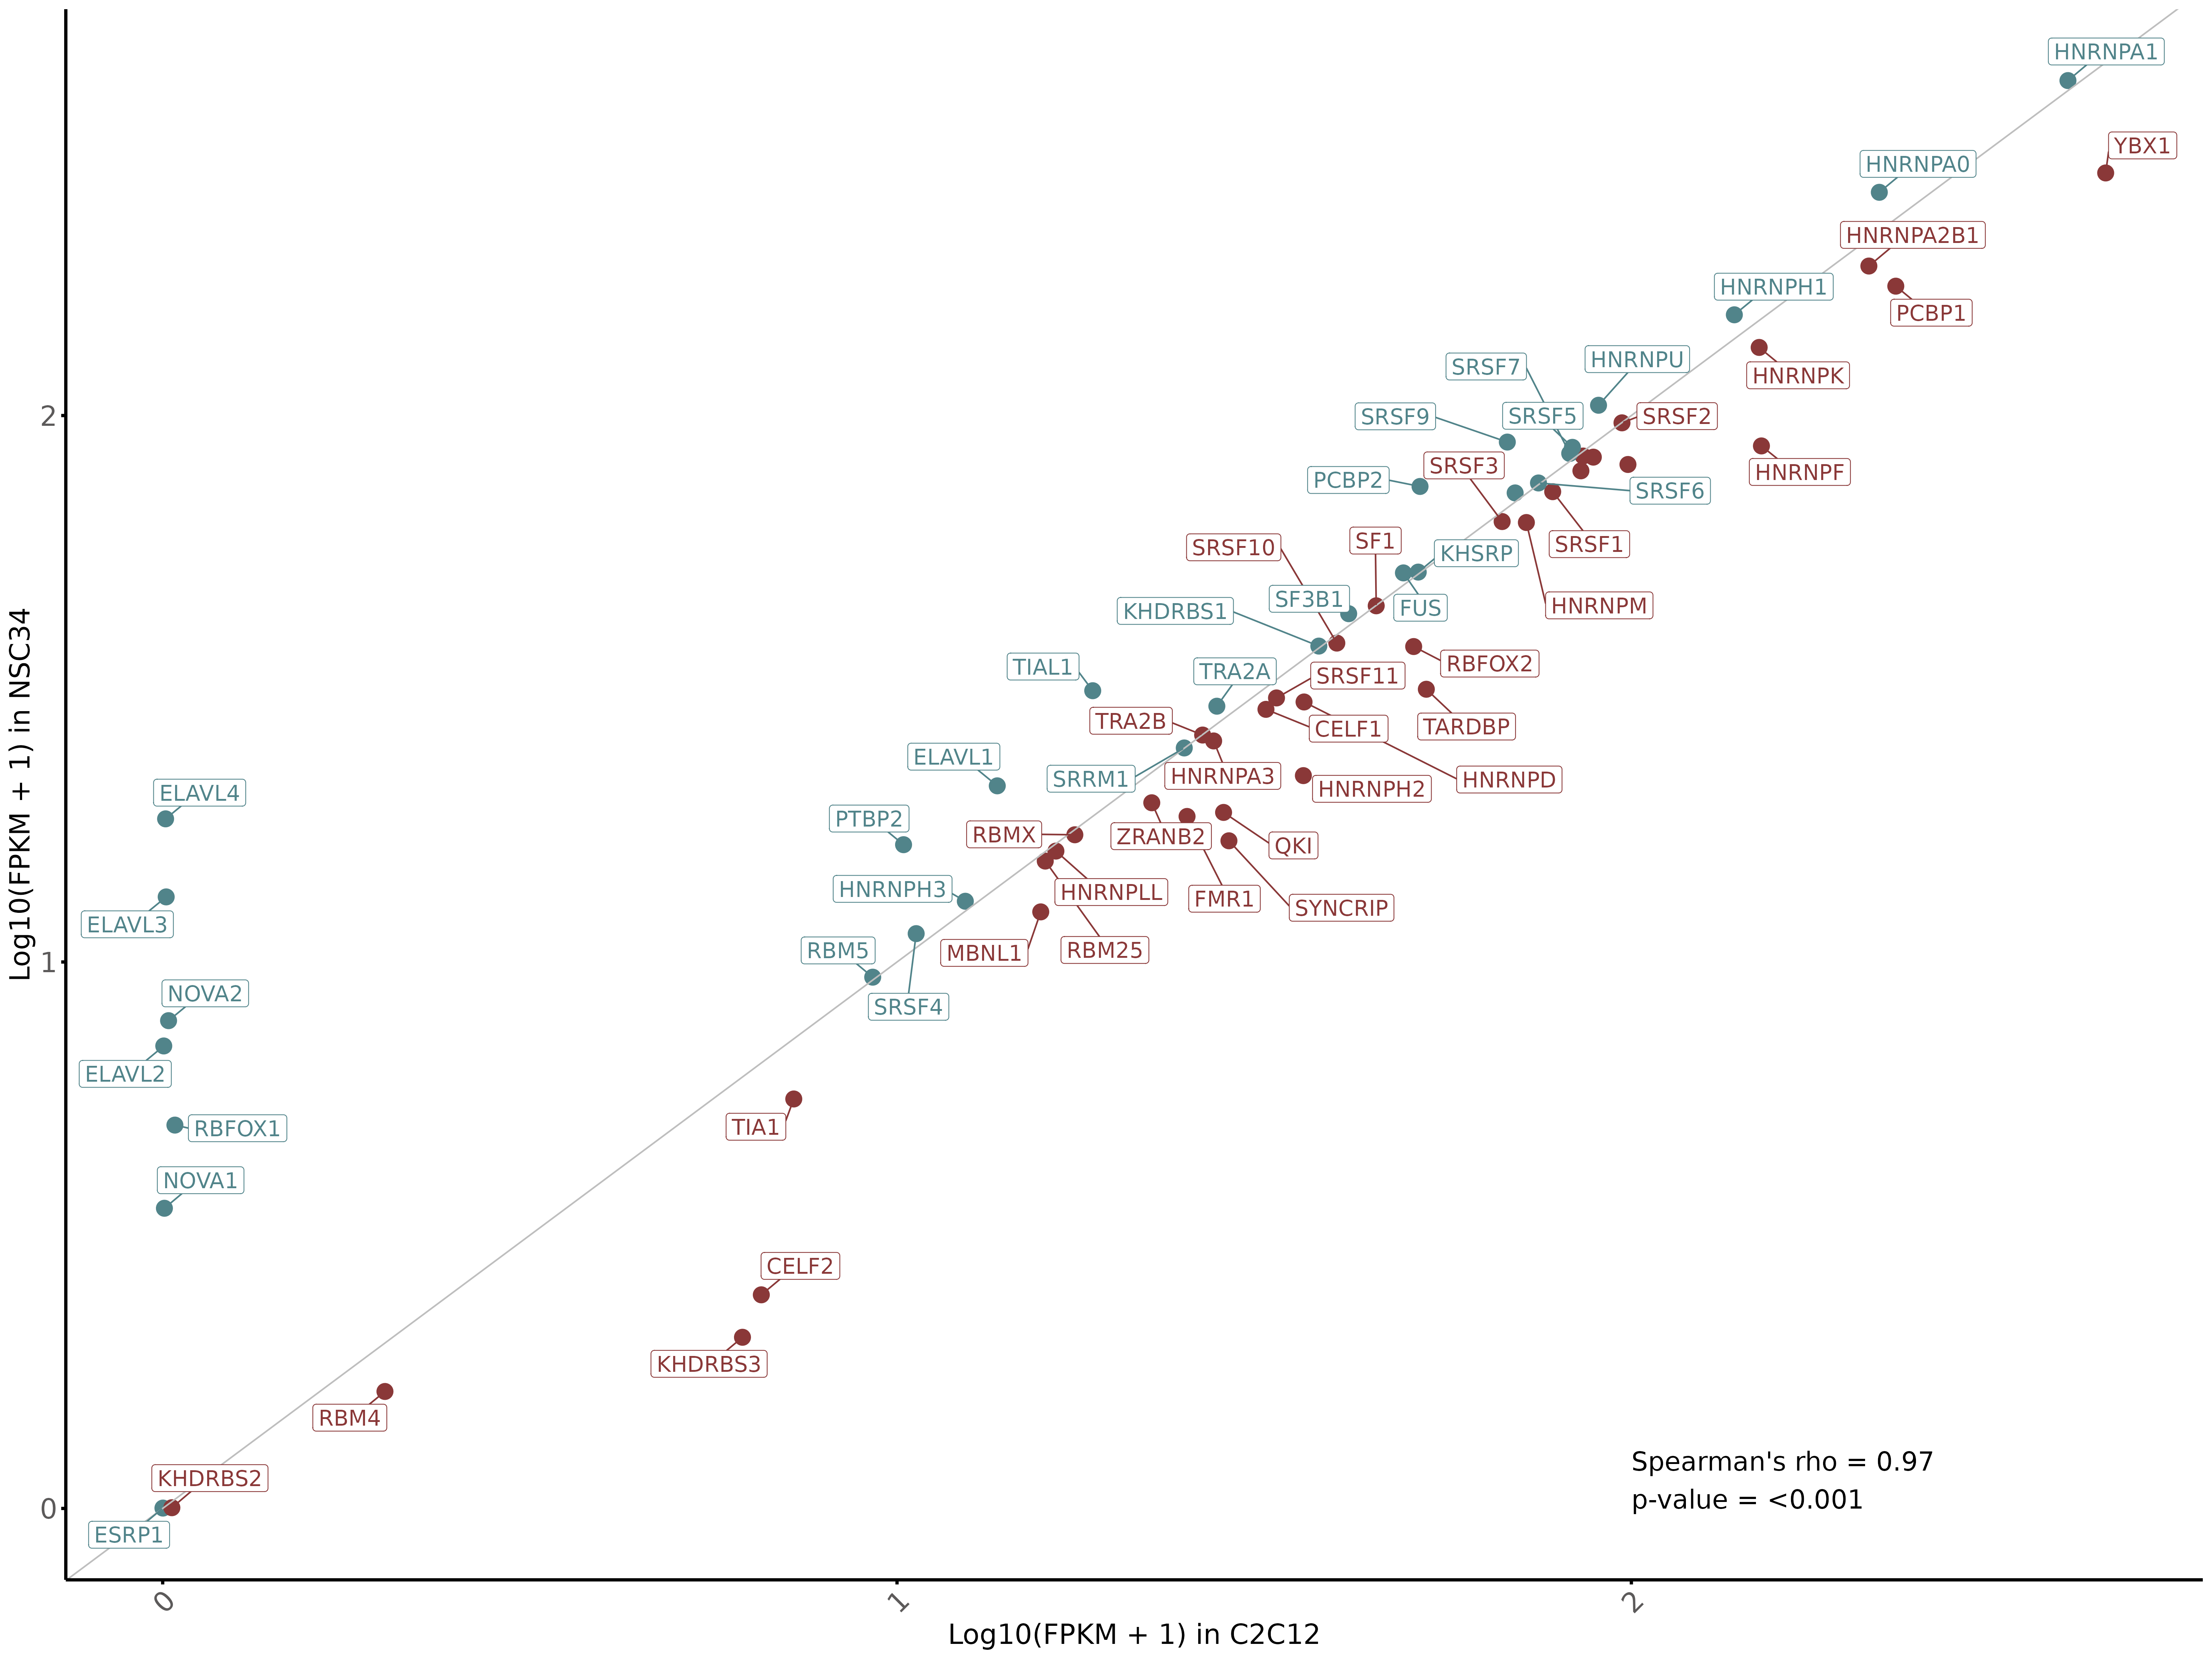 HNRNPA1
YBX1
HNRNPA0
HNRNPA2B1
HNRNPH1
PCBP1
HNRNPU
SRSF7
HNRNPK
SRSF9
SRSF5
SRSF2
SRSF3
HNRNPF
PCBP2
SRSF6
SRSF10
SF1
SRSF1
KHSRP
SF3B1
KHDRBS1
FUS
HNRNPM
TIAL1
TRA2A
SRSF11
RBFOX2
TRA2B
CELF1
TARDBP
ELAVL1
SRRM1
HNRNPA3
HNRNPH2
HNRNPD
ELAVL4
PTBP2
RBMX
ZRANB2
QKI
HNRNPH3
HNRNPLL
FMR1
SYNCRIP
ELAVL3
RBM5
MBNL1
RBM25
NOVA2
SRSF4
ELAVL2
RBFOX1
TIA1
NOVA1
CELF2
KHDRBS3
RBM4
KHDRBS2
ESRP1
Spearman's rho = 0.97
p-value = <0.001
2
1
0
Log10(FPKM + 1) in NSC34
0
1
2
Log10(FPKM + 1) in C2C12